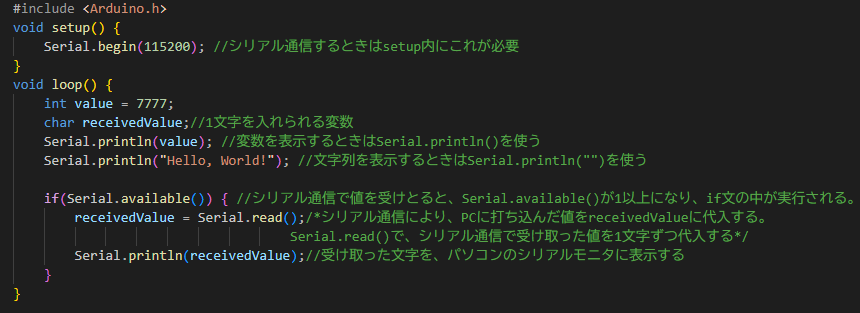 #include <Arduino.h>
void setup() {
    Serial.begin(115200); //シリアル通信するときはsetup内にこれが必要
}
void loop() {
    int value = 7777;
    char receivedValue;//1文字を入れられる変数
    Serial.println(value); //変数を表示するときはSerial.println()を使う
    Serial.println("Hello, World!"); //文字列を表示するときはSerial.println("")を使う

    if(Serial.available()) { //シリアル通信で値を受けとると、Serial.available()が1以上になり、if文の中が実行される。
        receivedValue = Serial.read();/*シリアル通信により、PCに打ち込んだ値をreceivedValueに代入する。
                                    Serial.read()で、シリアル通信で受け取った値を1文字ずつ代入する*/
        Serial.println(receivedValue);//受け取った文字を、パソコンのシリアルモニタに表示する
    }
}